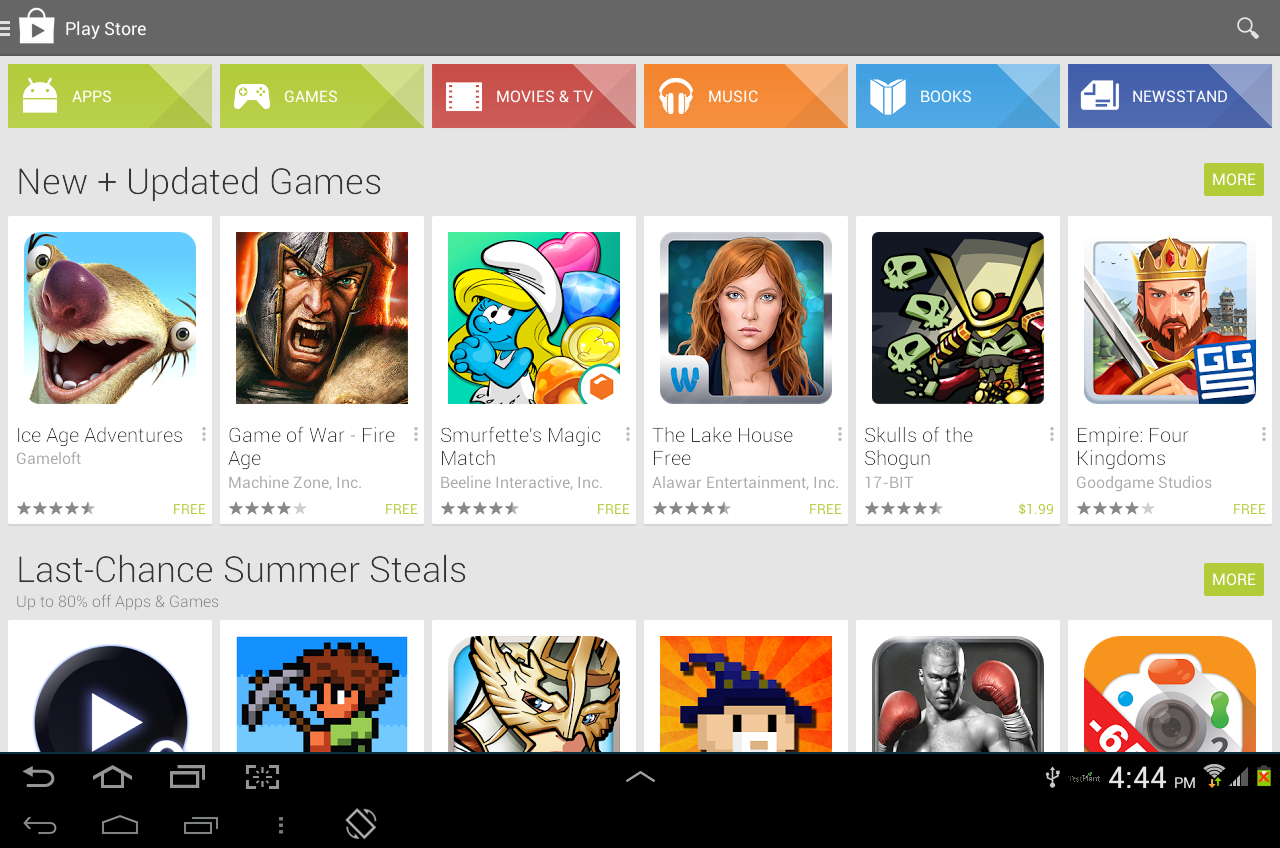 Play Store
APPS
GAMES
MOVIES & TV
MUSIC
BOOKS
NEWSSTAND
New + Updated Games
MORE
W
GGS
Ice Age Adventures
Gameloft
FREE
Game of War - Fire
Age
Machine Zone, Inc.
FREE
Smurfette's Magic
Match
Beeline Interactive, Inc.
FREE
The Lake House
Free
Alawar Entertainment, Inc.
FREE
Skulls of the
Shogun
17-BIT
$1.99
Empire: Four
Kingdoms
Goodgame Studios
FREE
Last-Chance Summer Steals
Up to 80% off Apps & Games
MORE
2
4:44 PM